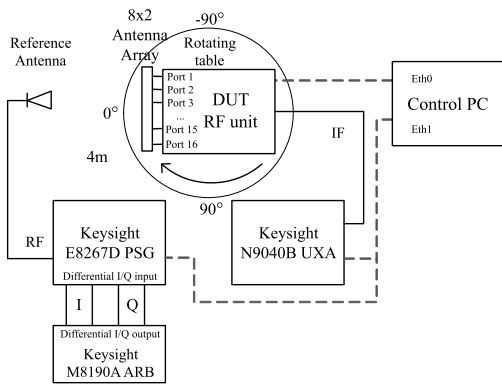 8x2
Antenna
Array
-90°
Reference
Antenna
Rotating
table
Port 1
Port 2
Port 3
...
Port 15
Port 16
DUT
RF unit
Eth0
Control PC
Eth1
0°
IF
4m
90°
RF
Keysight
E8267D PSG
Differential I/Q input
Keysight
N9040B UXA
I
Q
Differential I/Q output
Keysight
M8190A ARB